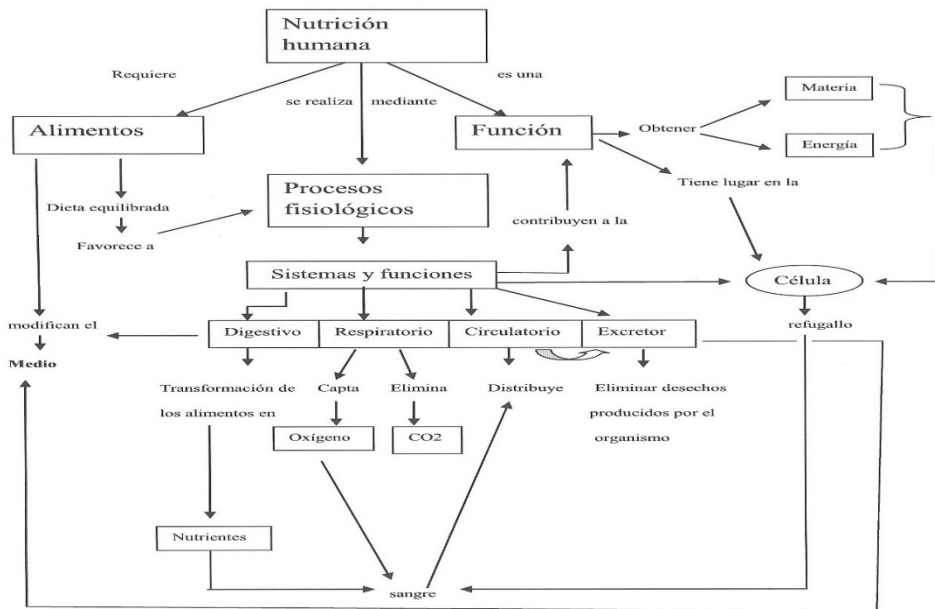 Nutrición
humana
Requiere
es una
se realiza
mediante
Materia
Alimentos
Función
Obtener
Energía
Procesos
fisiológicos
Tiene lugar en la
Dieta equilibrada
contribuyen a la
Favorece a
Sistemas y funciones
Célula
modifican el
Digestivo
Respiratorio
Circulatorio
Excretor
refugallo
Medio
Transformación de
los alimentos en
Capta
Elimina
Distribuye
Eliminar desechos
producidos por el
organismo
Oxígeno
CO2
Nutrientes
sangre